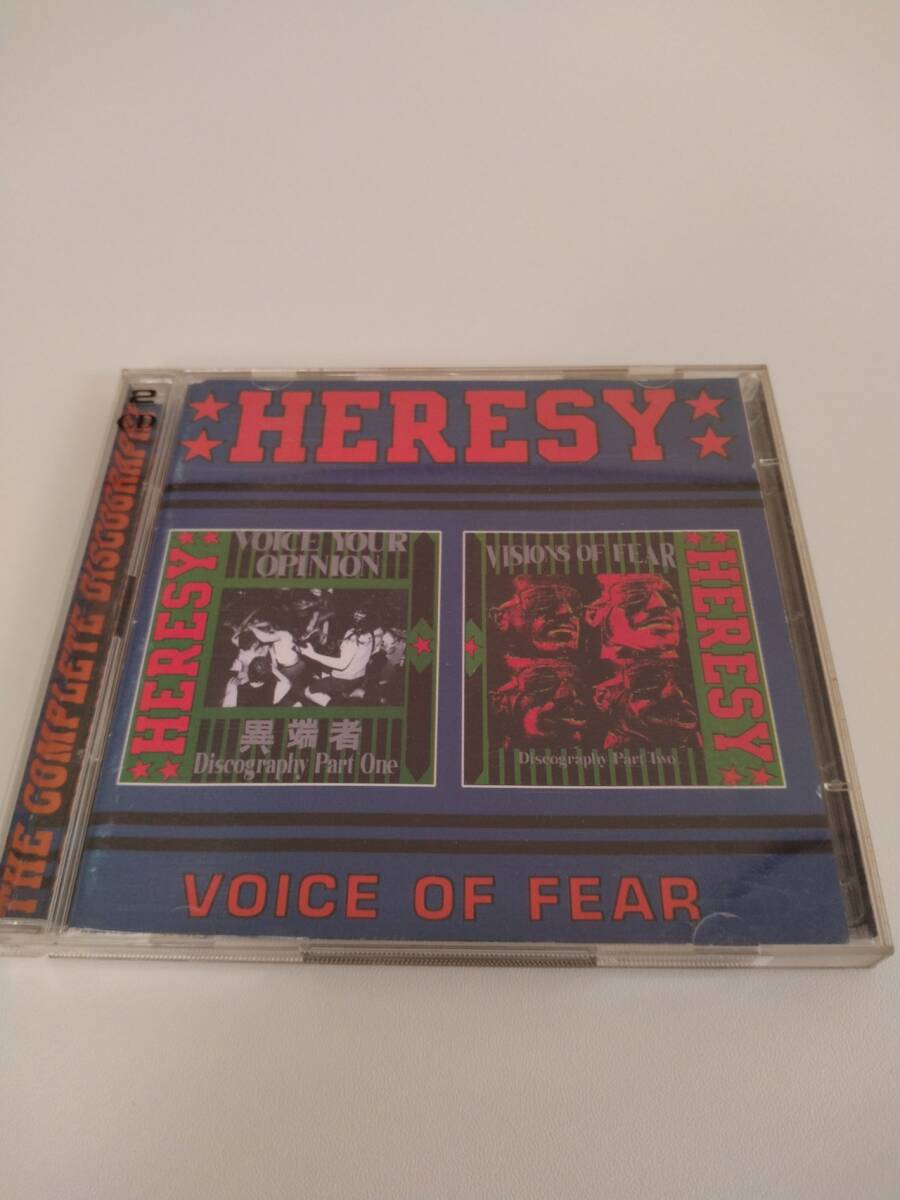 2
CD
THE COMPLETE DISCOGRAPHY
HERESY
VOICE YOUR
OPINION
HERESY
異端者
Discography Part One
VISIONS OF FEAR
HERESY
Discography Part Two
VOICE OF FEAR